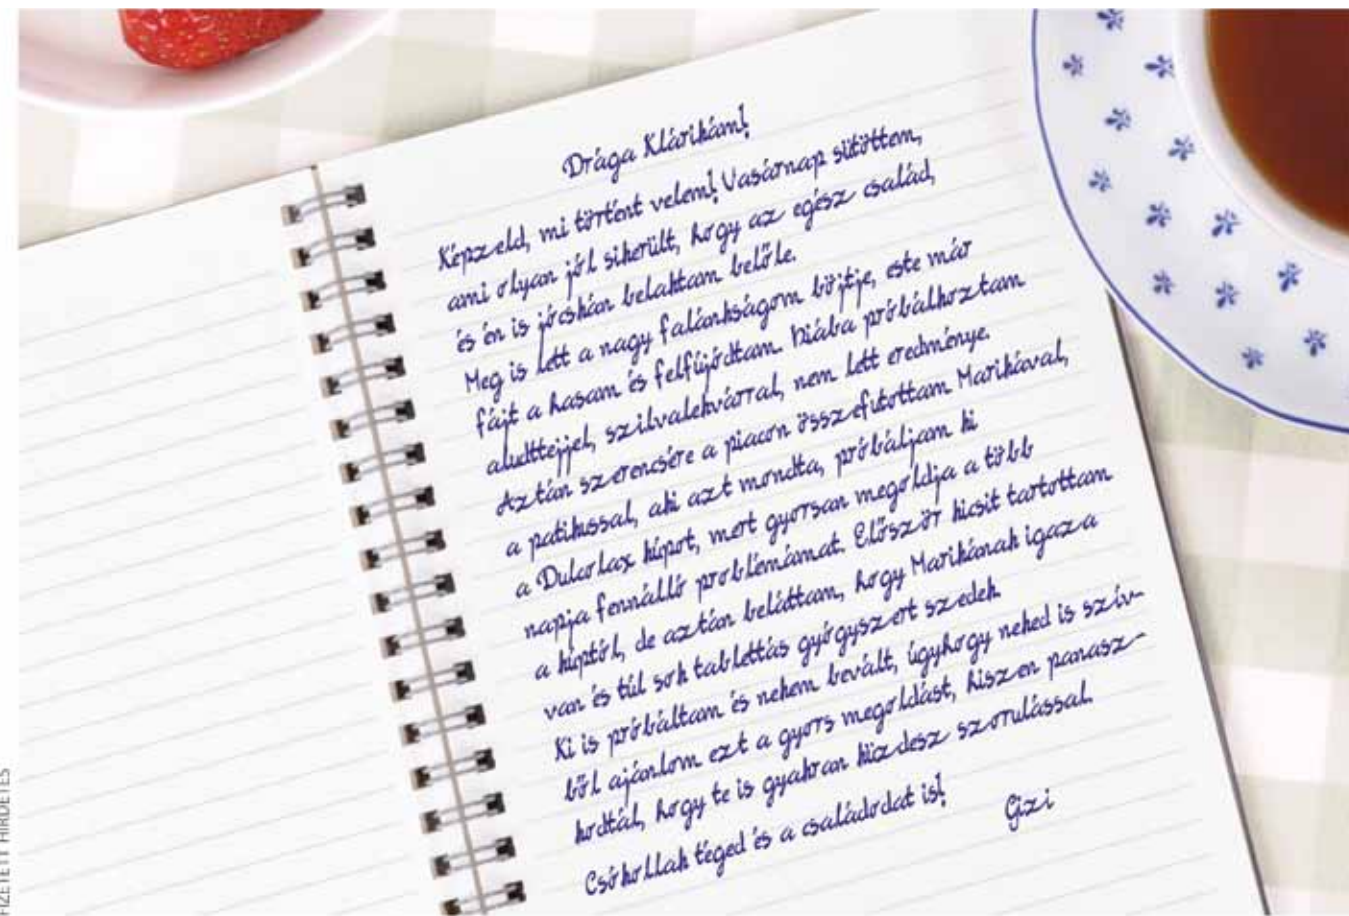 Drága Klárikám!
Képzeld, mi történt velem! Vasárnap sütöttem,
ami olyan jól sikerült, hogy az egész család,
és én is jócskán belaktam belőle.
Meg is lett a nagy falánkságom böjtje, este már
fájt a hasam és felfújódtam. Hiába próbálkoztam
aludttejjel, szilvalekvárral, nem lett eredménye.
Aztán szerencsére a piacon összefutottam Marikával,
a patikussal, aki azt mondta, próbáljam ki
a Dulcolax kúpot, mert gyorsan megoldja a több
napja fennálló problémámat. Először kicsit tartottam
a kúptól, de aztán beláttam, hogy Marikának igaza
van és túl sok tablettás gyógyszert szedek.
Ki is próbáltam és nekem bevált, úgyhogy neked is szív-
ből ajánlom ezt a gyors megoldást, hiszen panasz-
kodtál, hogy te is gyakran küzdesz szorulással.
Csókollak téged és a családodat is!
Gizi
FIZETETT HIRDETÉS